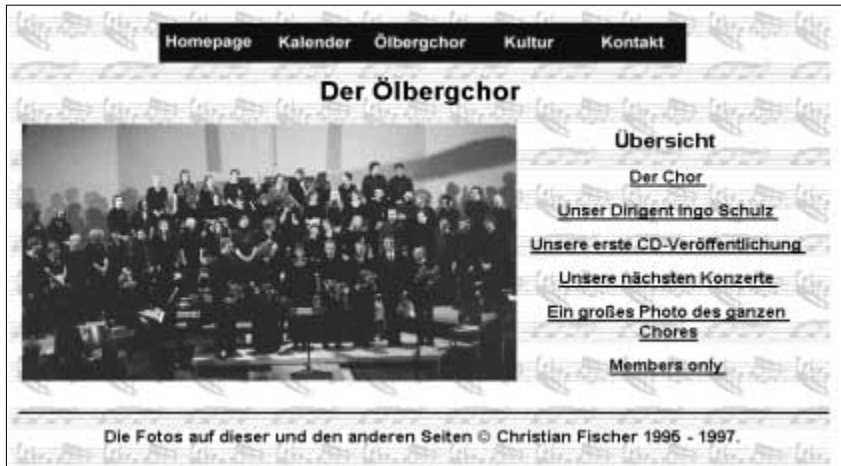 Homepage Kalender Ölbergchor Kultur Kontakt
Der Ölbergchor
Übersicht
Der Chor
Unser Dirigent Ingo Schulz
Unsere erste CD-Veröffentlichung
Unsere nächsten Konzerte
Ein großes Photo des ganzen
Chores
Members only
Die Fotos auf dieser und den anderen Seiten © Christian Fischer 1995 - 1997.